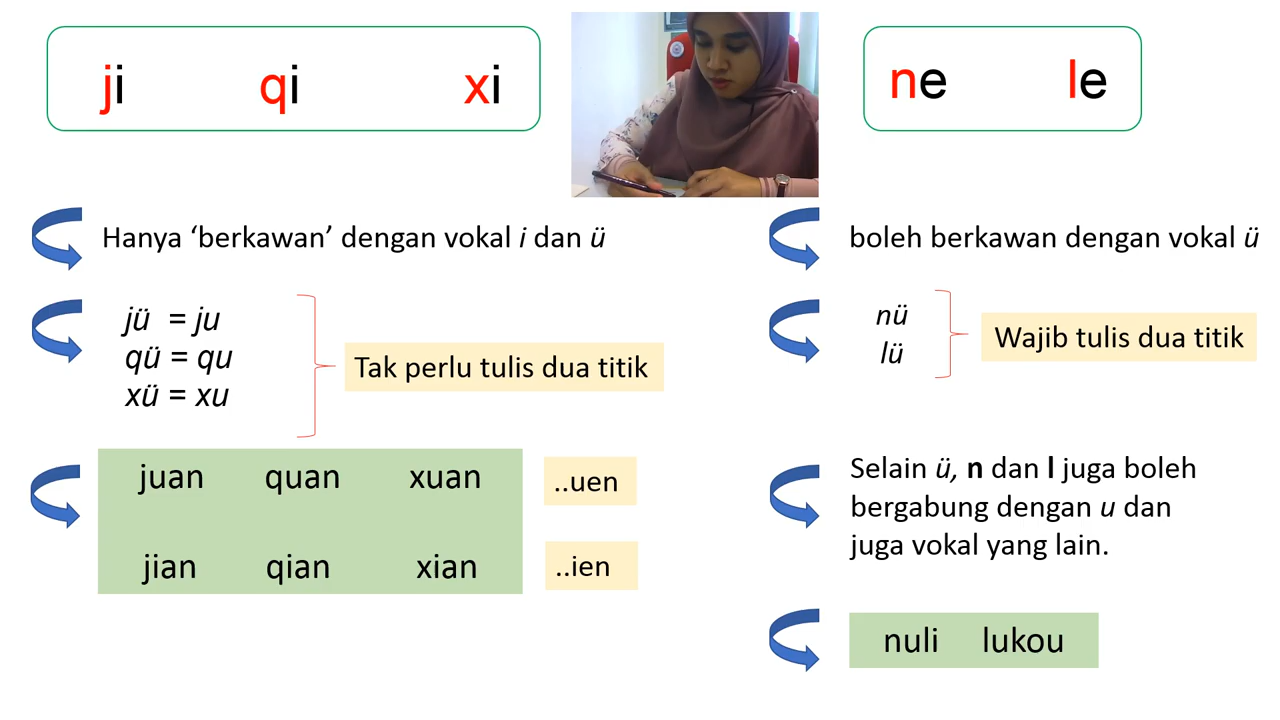 ji qi xi
Hanya ‘berkawan’ dengan vokal i dan ü
jü = ju
qü = qu
xü = xu
Tak perlu tulis dua titik
juan quan xuan
..uen
jian qian xian
..ien
ne le
boleh berkawan dengan vokal ü
nü
lü
Wajib tulis dua titik
Selain ü, n dan l juga boleh
bergabung dengan u dan
juga vokal yang lain.
nuli lukou